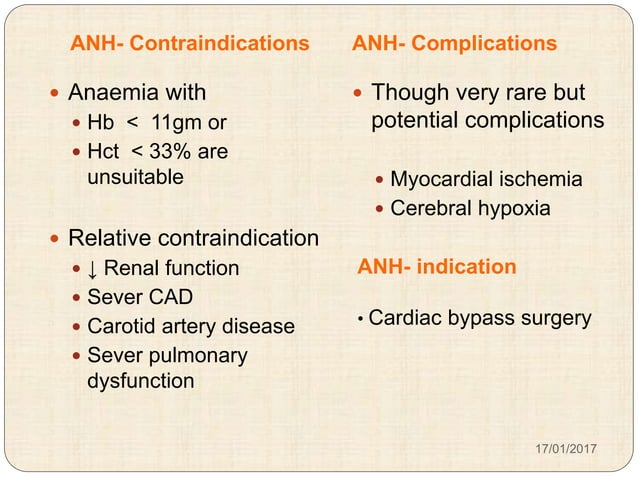 ANH- Contraindications
• Anaemia with
• Hb < 11gm or
• Hct < 33% are
unsuitable
• Relative contraindication
• ↓ Renal function
• Sever CAD
• Carotid artery disease
• Sever pulmonary
dysfunction
ANH- Complications
• Though very rare but
potential complications
• Myocardial ischemia
• Cerebral hypoxia
ANH- indication
• Cardiac bypass surgery
17/01/2017